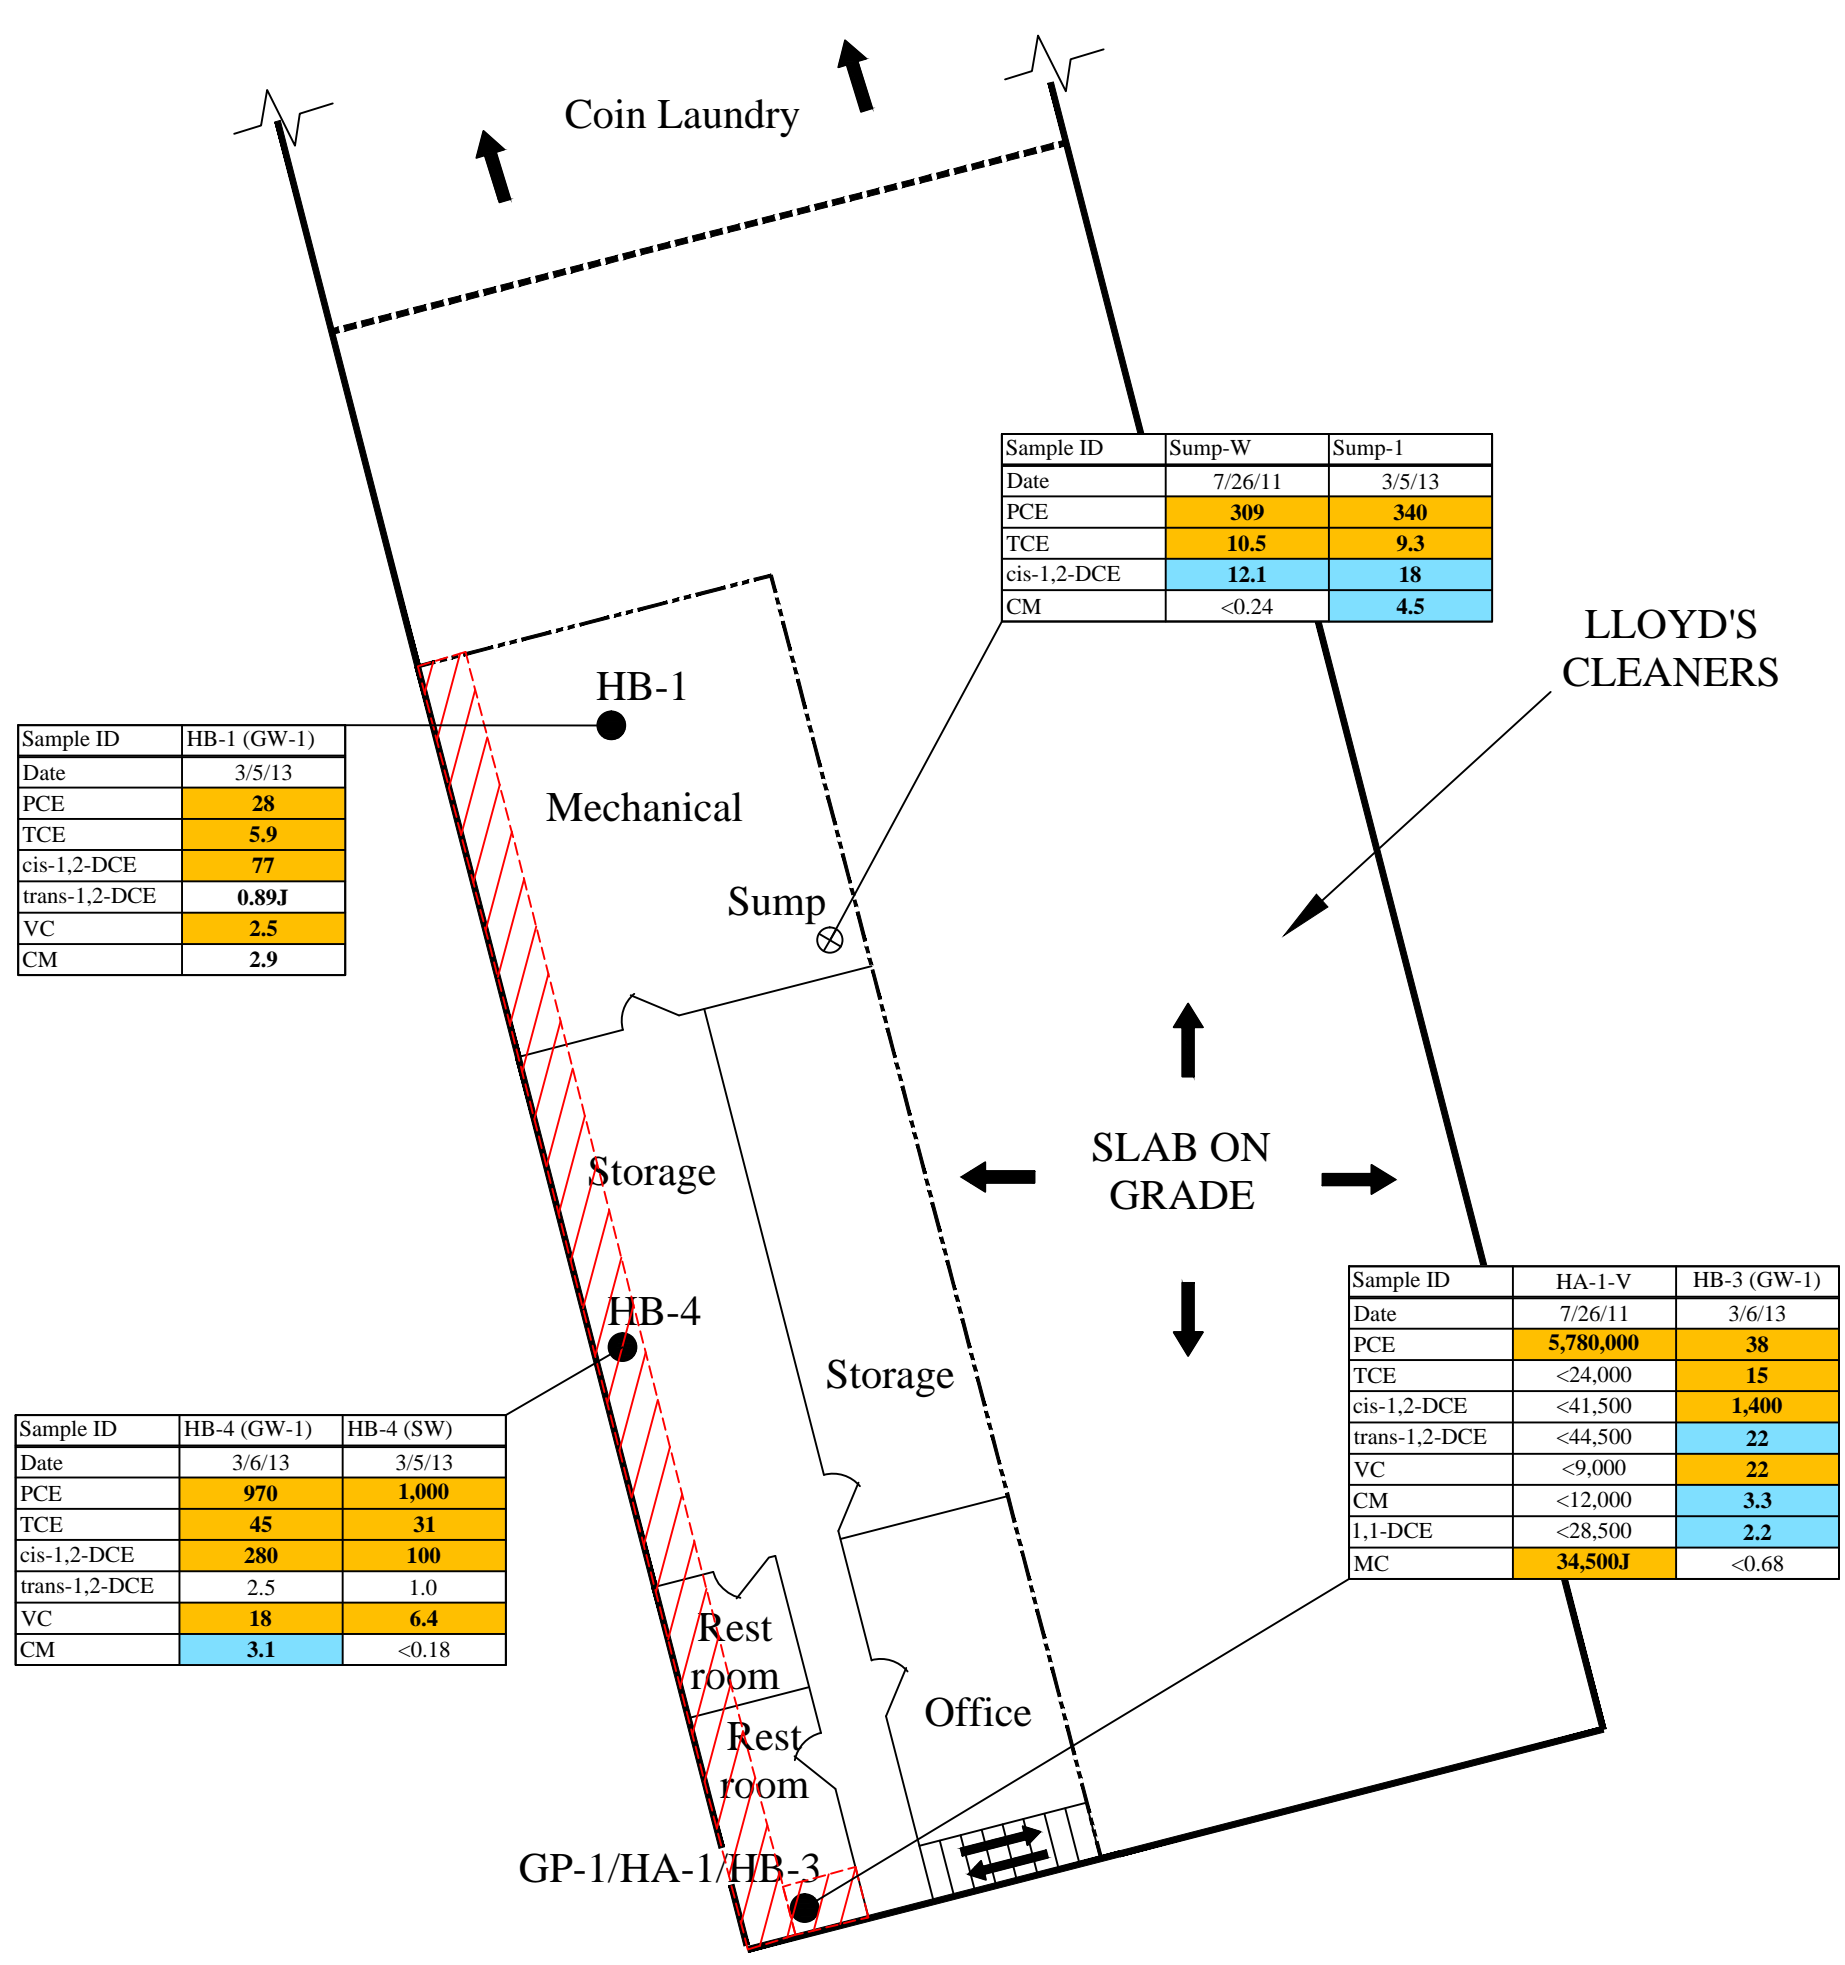 Coin Laundry
Sample ID Sump-W Sump-1
Date 7/26/11 3/5/13
PCE 309 340
TCE 10.5 9.3
cis-1,2-DCE 12.1 18
CM <0.24 4.5
LLOYD'S
CLEANERS
HB-1
Sample ID HB-1 (GW-1)
Date 3/5/13
PCE 28
TCE 5.9
cis-1,2-DCE 77
trans-1,2-DCE 0.89J
VC 2.5
CM 2.9
Mechanical
Sump
Storage
SLAB ON
GRADE
HB-4
Storage
Sample ID HA-1-V HB-3 (GW-1)
Date 7/26/11 3/6/13
PCE 5,780,000 38
TCE <24,000 15
cis-1,2-DCE <41,500 1,400
trans-1,2-DCE <44,500 22
VC <9,000 22
CM <12,000 3.3
1,1-DCE <28,500 2.2
MC 34,500J <0.68
Sample ID HB-4 (GW-1) HB-4 (SW)
Date 3/6/13 3/5/13
PCE 970 1,000
TCE 45 31
cis-1,2-DCE 280 100
trans-1,2-DCE 2.5 1.0
VC 18 6.4
CM 3.1 <0.18
Rest
room
Office
Rest
room
GP-1/HA-1/HB-3